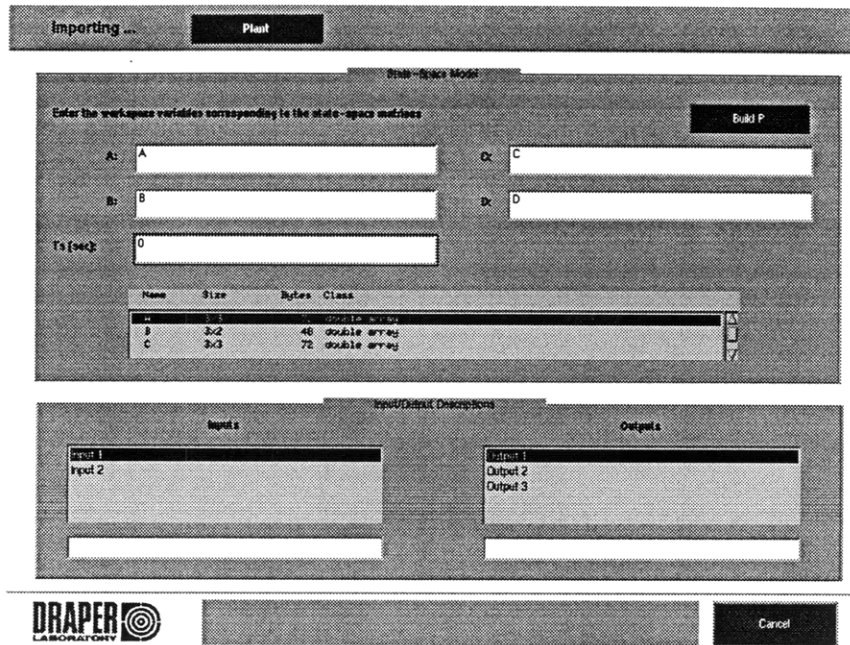 Importing ... Plant
State-Space Model
Enter the workspace variables corresponding to the state-space matrices Build P
A: A C: C
B: B D: D
Ts (sec): 0
Name Size Bytes Class
A double array
B 3x2 48 double array
C 3x3 72 double array
Input/Output Descriptions
Inputs Outputs
Input 1 Output 1
Input 2 Output 2
Output 3
DRAPER
LABORATORY
Cancel